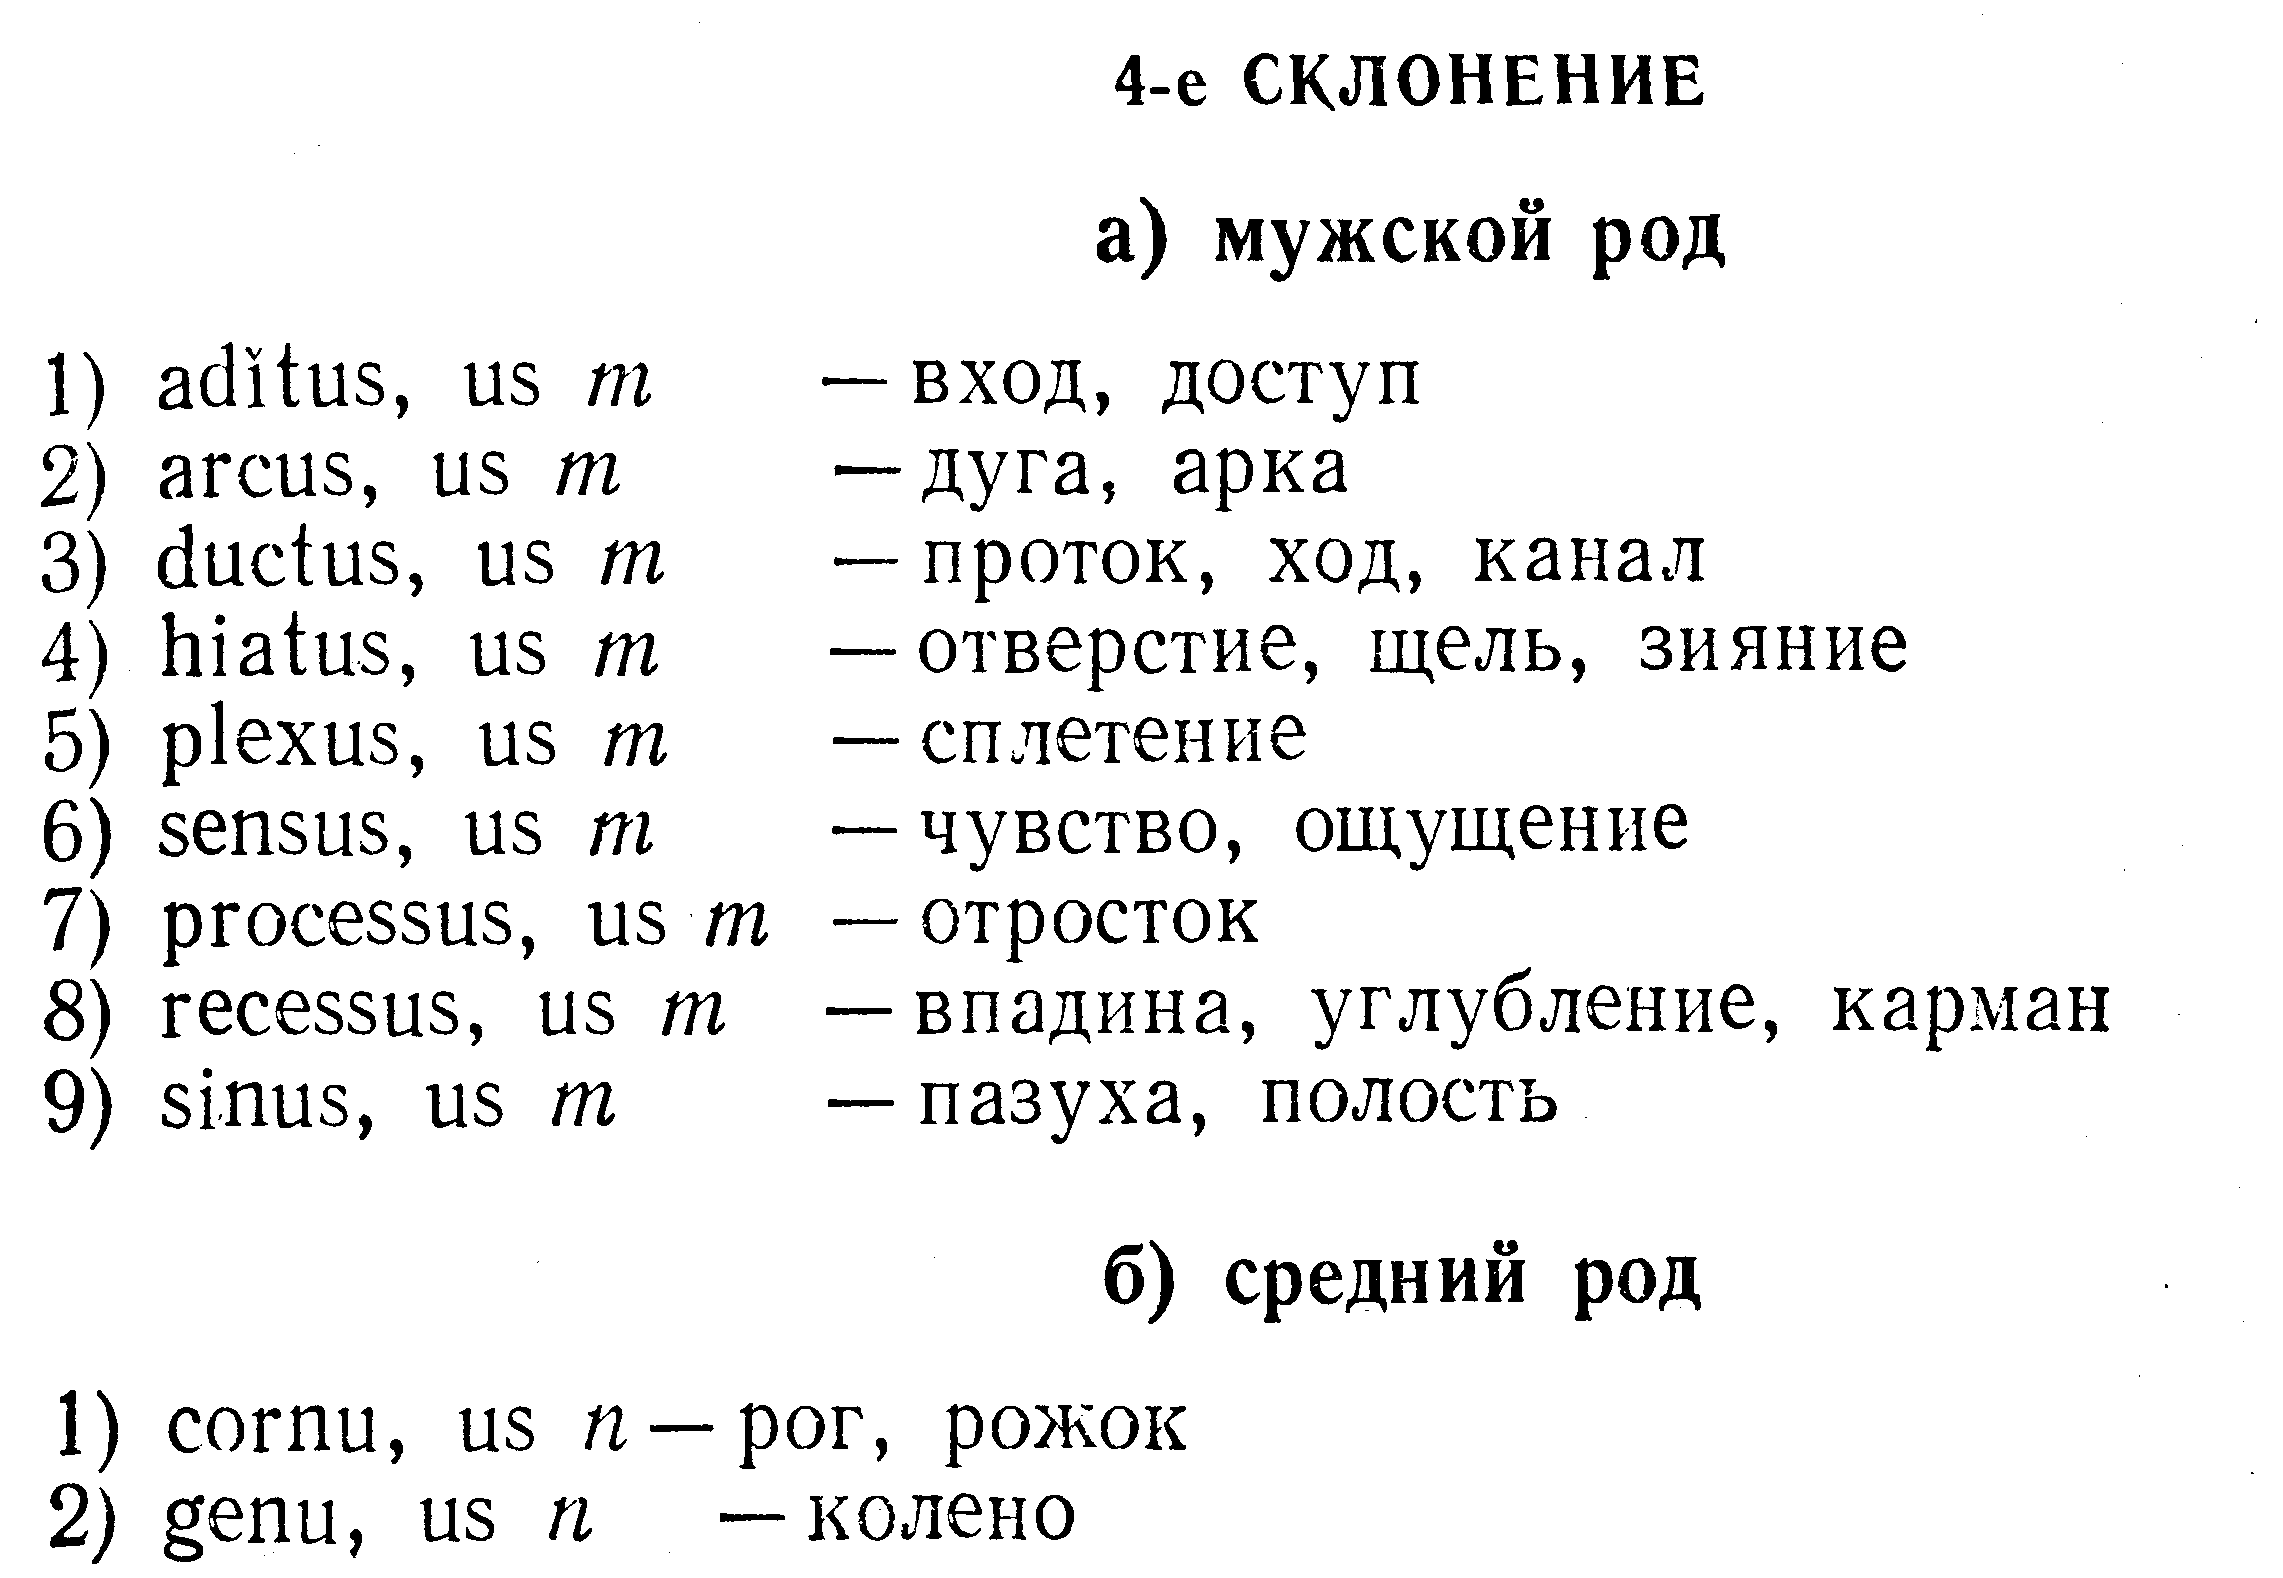 4-е СКЛОНЕНИЕ
а) мужской род
1) adĭtus, us m — вход, доступ
2) arcus, us m — дуга, арка
3) ductus, us m — проток, ход, канал
4) hiatus, us m — отверстие, щель, зияние
5) plexus, us m — сплетение
6) sensus, us m — чувство, ощущение
7) processus, us m — отросток
8) recessus, us m — впадина, углубление, карман
9) sinus, us m — пазуха, полость
б) средний род
1) cornu, us n — рог, рожок
2) genu, us n — колено